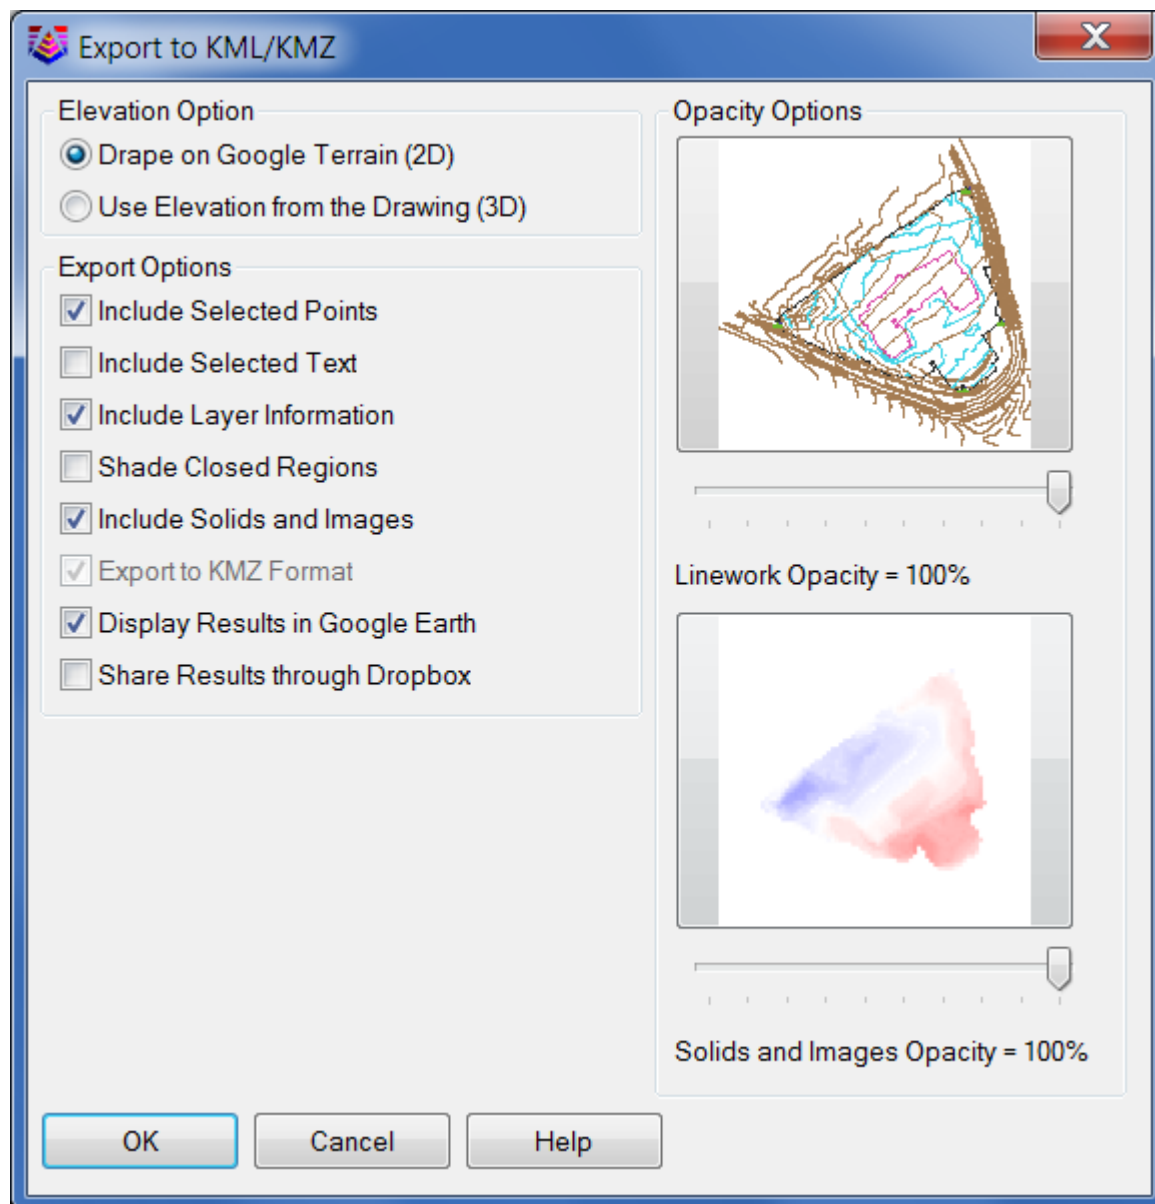 Export to KML/KMZ
Elevation Option
Drape on Google Terrain (2D)
Use Elevation from the Drawing (3D)
Export Options
Include Selected Points
Include Selected Text
Include Layer Information
Shade Closed Regions
Include Solids and Images
Export to KMZ Format
Display Results in Google Earth
Share Results through Dropbox
Opacity Options
Linework Opacity = 100%
Solids and Images Opacity = 100%
OK
Cancel
Help